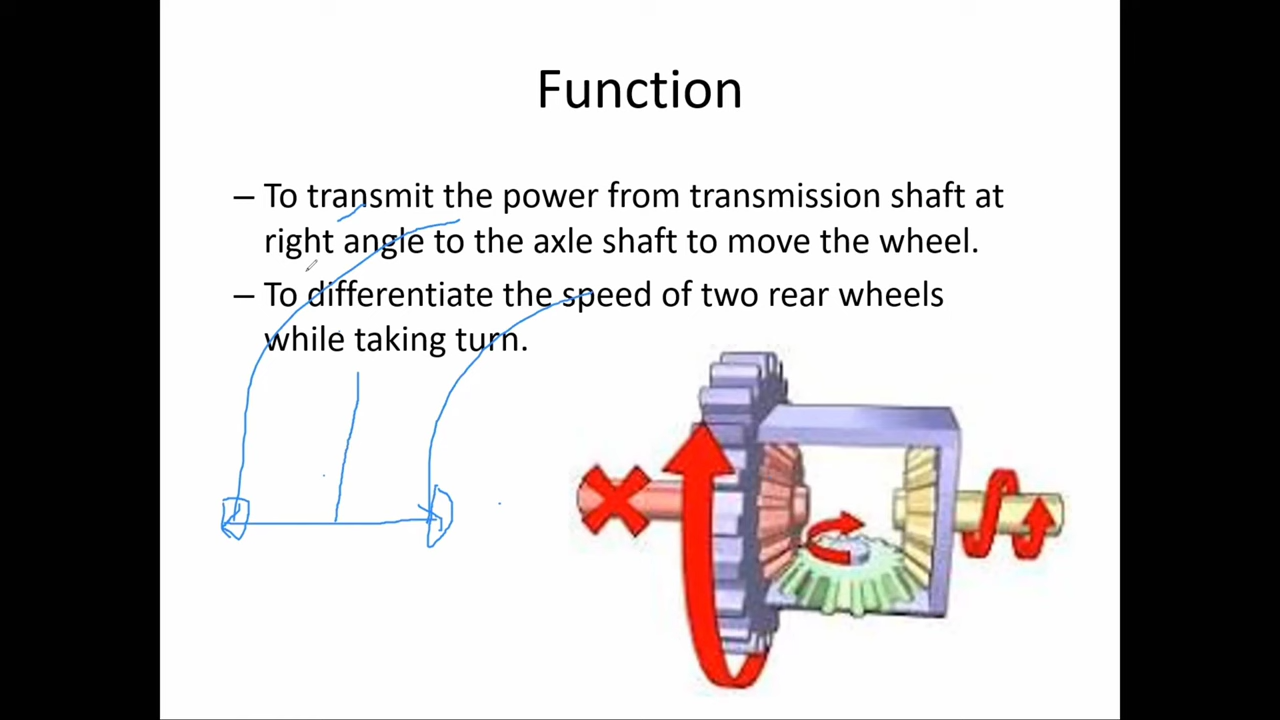 Function
– To transmit the power from transmission shaft at
right angle to the axle shaft to move the wheel.
– To differentiate the speed of two rear wheels
while taking turn.